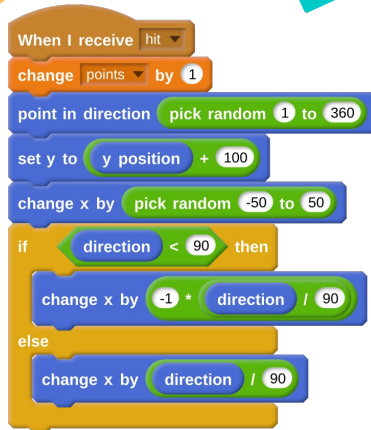 When I receive hit
change points by 1
point in direction pick random 1 to 360
set y to y position + 100
change x by pick random -50 to 50
if direction < 90 then
change x by -1 * direction / 90
else
change x by direction / 90